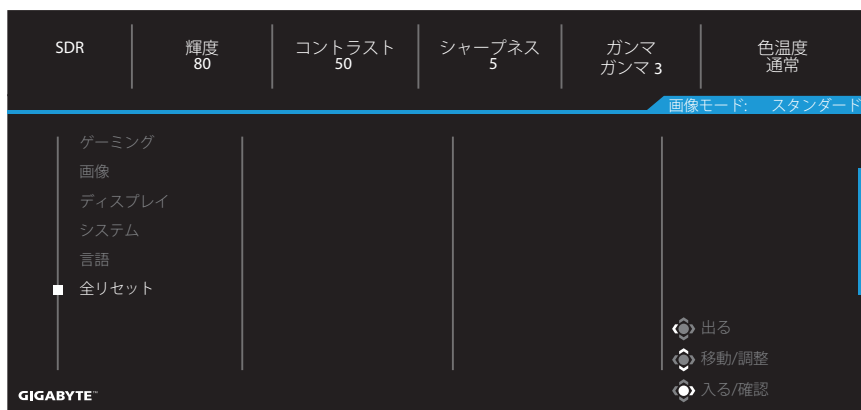 SDR
輝度
80
コントラスト
50
シャープネス
5
ガンマ
ガンマ 3
色温度
通常
画像モード: スタンダード
ゲーミング
画像
ディスプレイ
システム
言語
全リセット
出る
移動/調整
入る/確認
GIGABYTE™